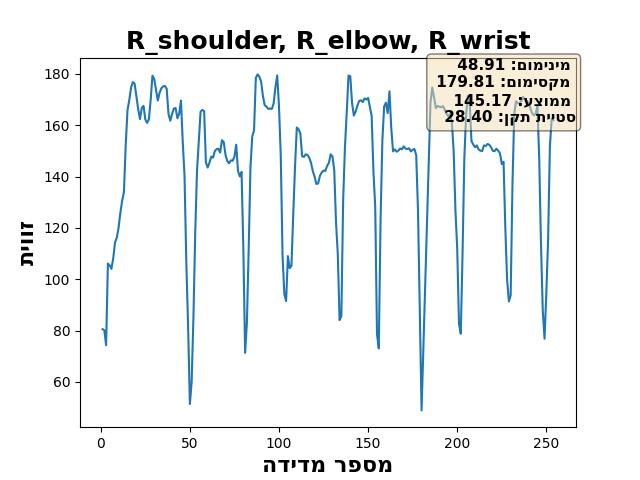 R_shoulder, R_elbow, R_wrist
מינימום: 48.91
מקסימום: 179.81
ממוצע: 145.17
סטיית תקן: 28.40
180
160
140
120
100
80
60
זווית
0 50 100 150 200 250
מספר מדידה